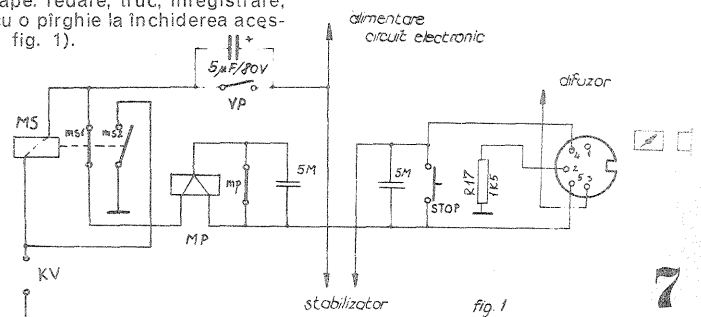 ape: redare, truc, înregistrare,
cu o pîrghie la închiderea aces-
fig. 1).
alimentare
circuit electronic
5µF/80V
VP
difuzor
MS
ms1
ms2
mp
5M
MP
5M
STOP
R17
1K5
4
1
2
5
3
KV
stabilizator
fig. 1
7